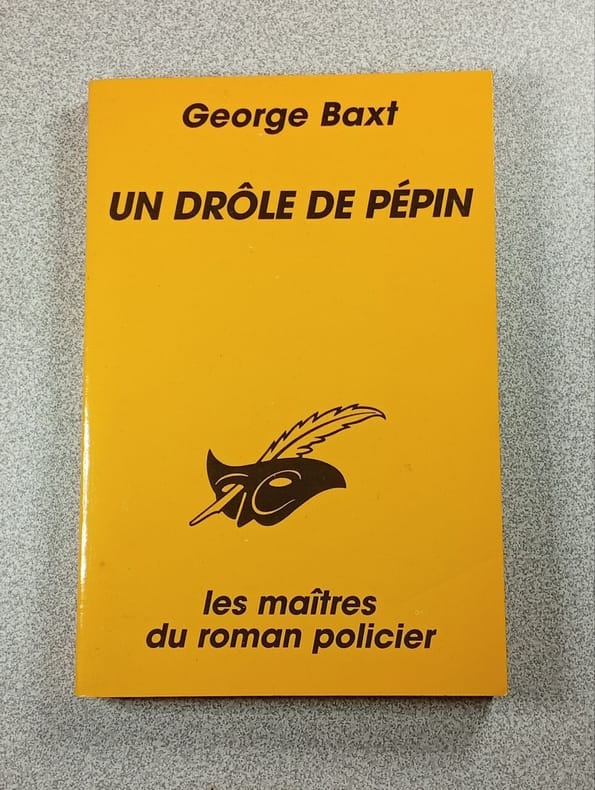 George Baxt
UN DRÔLE DE PÉPIN
les maîtres
du roman policier